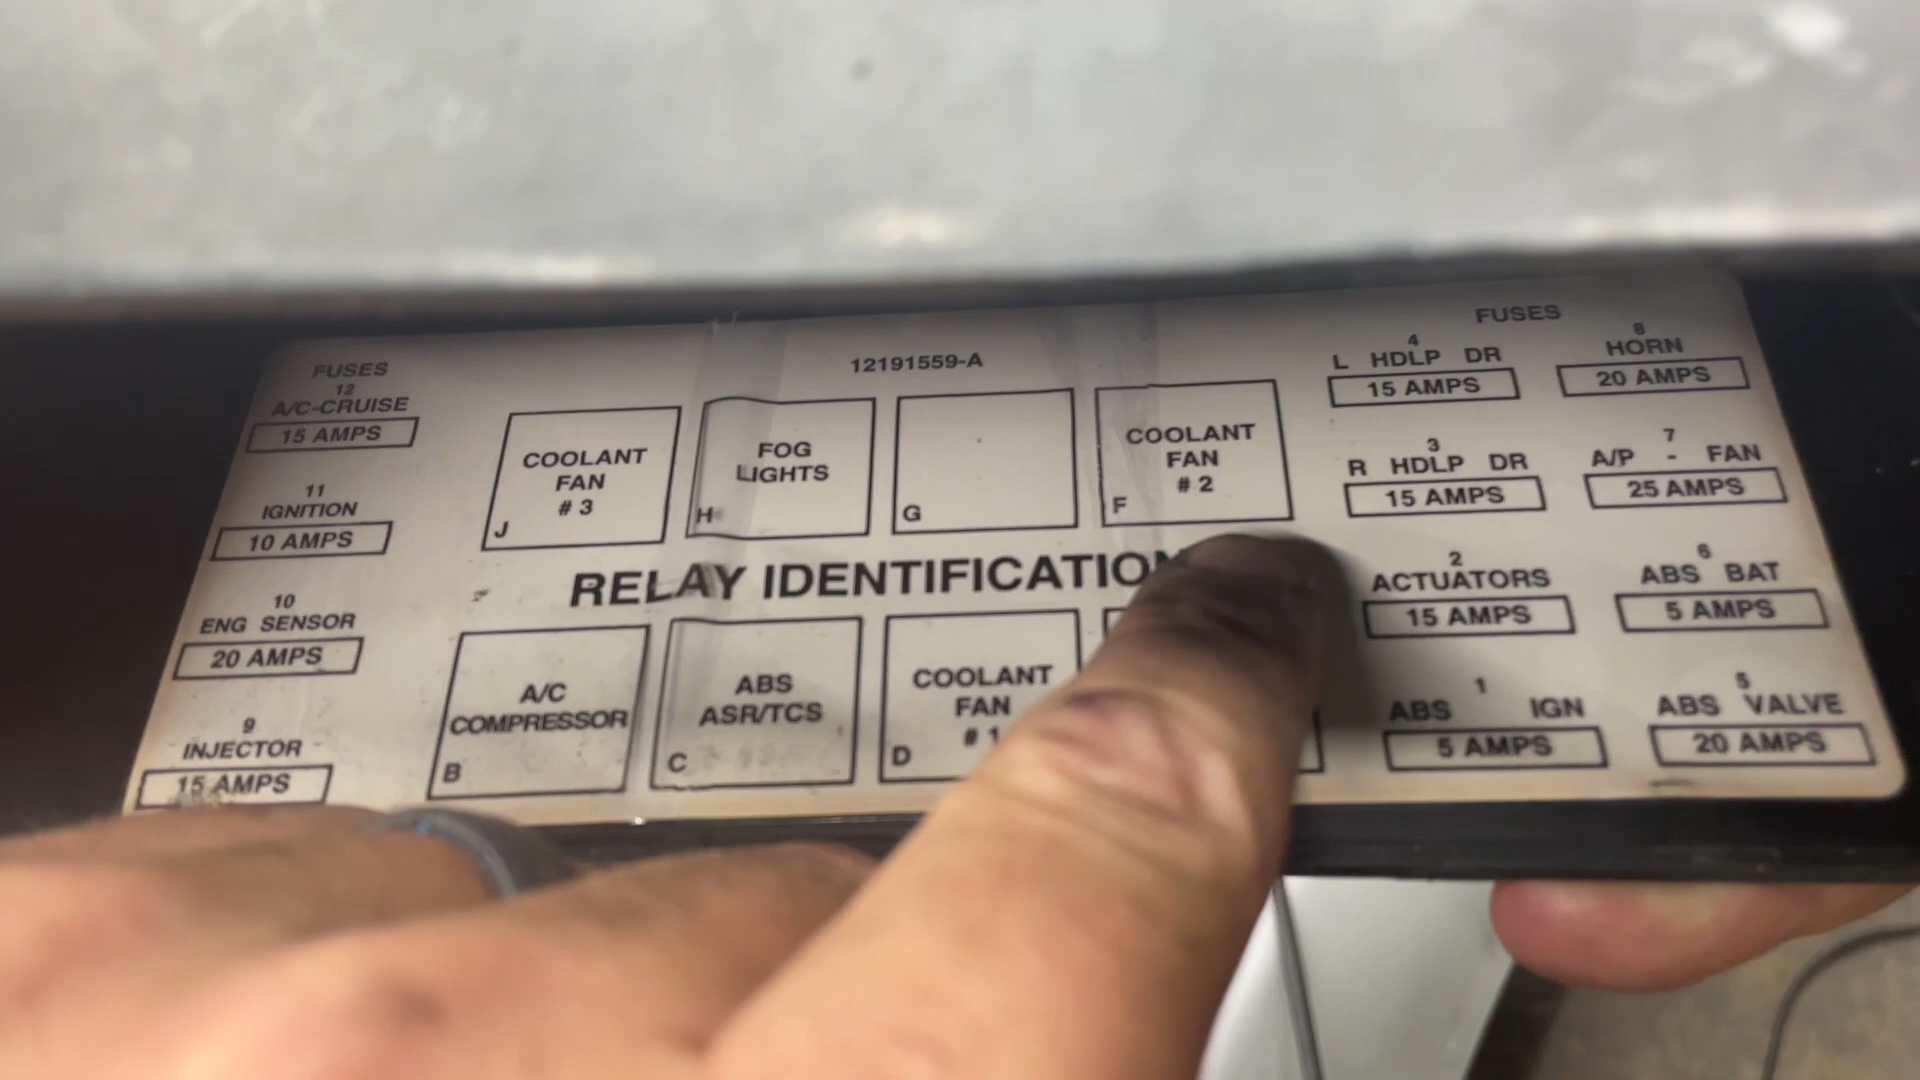 FUSES
12
A/C-CRUISE
15 AMPS
11
IGNITION
10 AMPS
10
ENG SENSOR
20 AMPS
9
INJECTOR
15 AMPS
12191559-A
COOLANT
FAN
# 3
J
FOG
LIGHTS
H
G
COOLANT
FAN
# 2
F
RELAY IDENTIFICATION
A/C
COMPRESSOR
B
ABS
ASR/TCS
C
COOLANT
FAN
# 1
D
FUSES
4
L HDLP DR
15 AMPS
8
HORN
20 AMPS
3
R HDLP DR
15 AMPS
7
A/P - FAN
25 AMPS
2
ACTUATORS
15 AMPS
6
ABS BAT
5 AMPS
1
ABS IGN
5 AMPS
5
ABS VALVE
20 AMPS